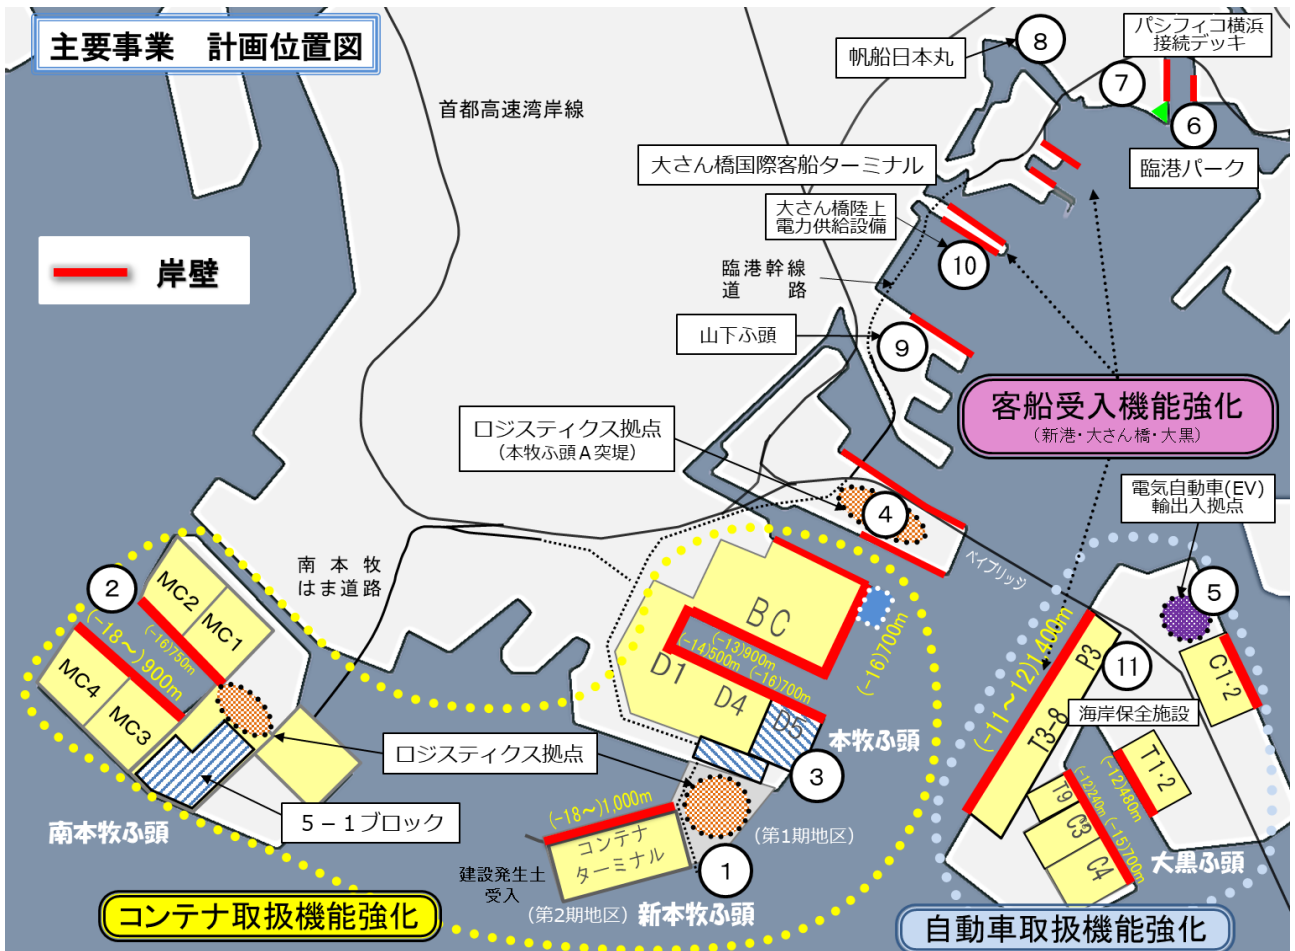 主要事業　計画位置図
岸壁
首都高速湾岸線
帆船日本丸
8
パシフィコ横浜
接続デッキ
7
6
臨港パーク
大さん橋国際客船ターミナル
大さん橋陸上
電力供給設備
10
臨港幹線
道路
山下ふ頭
9
客船受入機能強化
(新港・大さん橋・大黒)
ロジスティクス拠点
(本牧ふ頭A突堤)
4
電気自動車(EV)
輸出入拠点
5
ベイブリッジ
南本牧
はま道路
2
MC2
MC1
(-16)750m
(-18～)900m
MC4
MC3
BC
(-16)700m
(-13)900m
(-14)500m
(-16)700m
D1
D4
D5
本牧ふ頭
3
P3
11
(-11～-12)1,400m
T3-8
C1・2
海岸保全施設
T1・2
(-12)480m
(-12)240m
(-15)700m
T9
C3
C4
大黒ふ頭
ロジスティクス拠点
5－1ブロック
南本牧ふ頭
(-18～)1,000m
(第1期地区)
コンテナ
ターミナル
1
建設発生土
受入
(第2期地区)
新本牧ふ頭
コンテナ取扱機能強化
自動車取扱機能強化